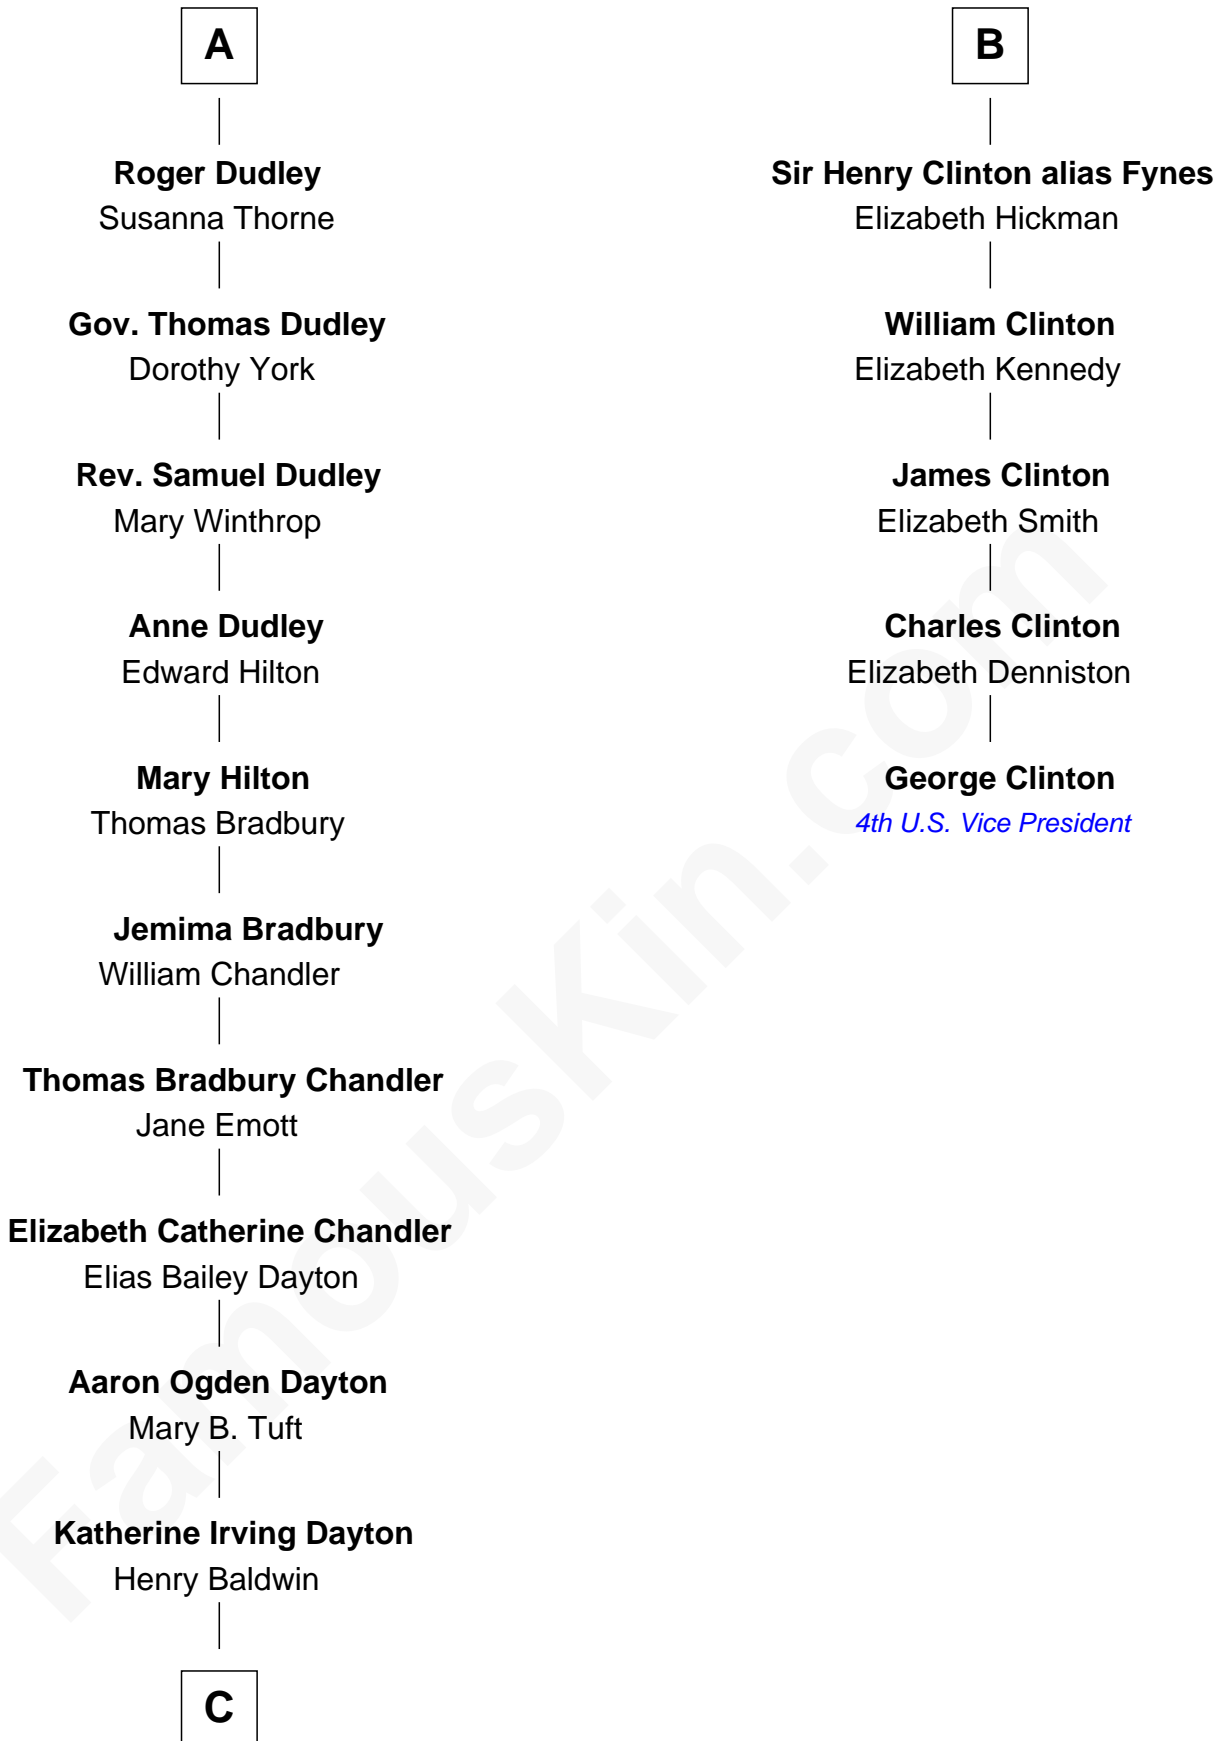 A
Roger Dudley
Susanna Thorne
Gov. Thomas Dudley
Dorothy York
Rev. Samuel Dudley
Mary Winthrop
Anne Dudley
Edward Hilton
Mary Hilton
Thomas Bradbury
Jemima Bradbury
William Chandler
Thomas Bradbury Chandler
Jane Emott
Elizabeth Catherine Chandler
Elias Bailey Dayton
Aaron Ogden Dayton
Mary B. Tuft
Katherine Irving Dayton
Henry Baldwin
C
B
Sir Henry Clinton alias Fynes
Elizabeth Hickman
William Clinton
Elizabeth Kennedy
James Clinton
Elizabeth Smith
Charles Clinton
Elizabeth Denniston
George Clinton
4th U.S. Vice President
FamousKin.com